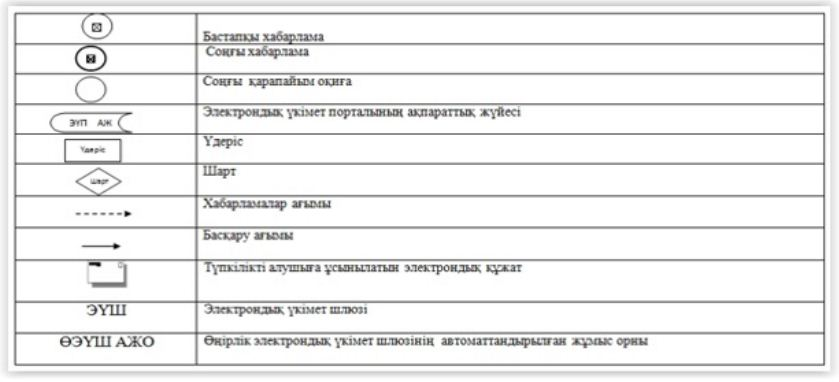 Бастапқы хабарлама
Соңғы хабарлама
Соңғы қарапайым оқиға
ЭҮП АЖ Электрондық үкімет порталының ақпараттық жүйесі
Үдеріс Үдеріс
Шарт Шарт
Хабарламалар ағымы
Басқару ағымы
Түпкілікті алушыға ұсынылатын электрондық құжат
ЭҮШ Электрондық үкімет шлюзі
ӨЭҮШ АЖО Өңірлік электрондық үкімет шлюзінің автоматтандырылған жұмыс орны